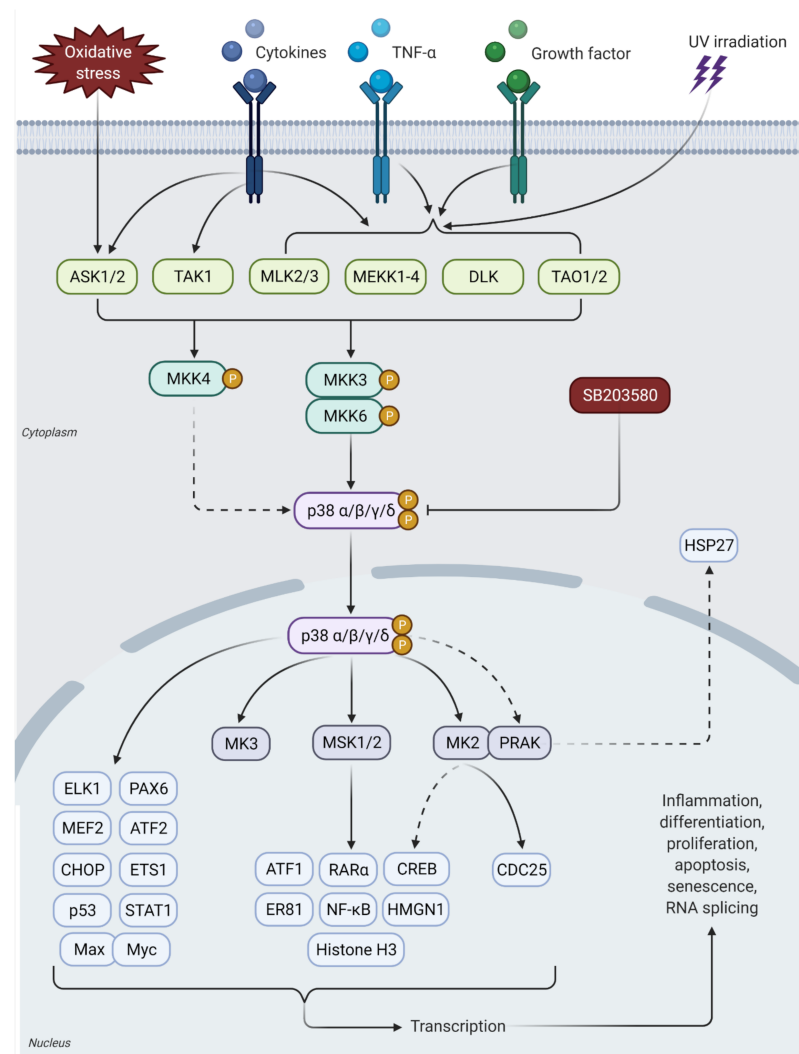 Oxidative
stress
Cytokines
TNF-α
Growth factor
UV irradiation
ASK1/2
TAK1
MLK2/3
MEKK1-4
DLK
TAO1/2
MKK4
P
MKK3
P
MKK6
P
SB203580
Cytoplasm
p38 α/β/γ/δ
P
P
HSP27
p38 α/β/γ/δ
P
P
MK3
MSK1/2
MK2
PRAK
ELK1
PAX6
MEF2
ATF2
CHOP
ETS1
p53
STAT1
Max
Myc
ATF1
RARα
CREB
CDC25
ER81
NF-κB
HMGN1
Histone H3
Inflammation,
differentiation,
proliferation,
apoptosis,
senescence,
RNA splicing
Transcription
Nucleus